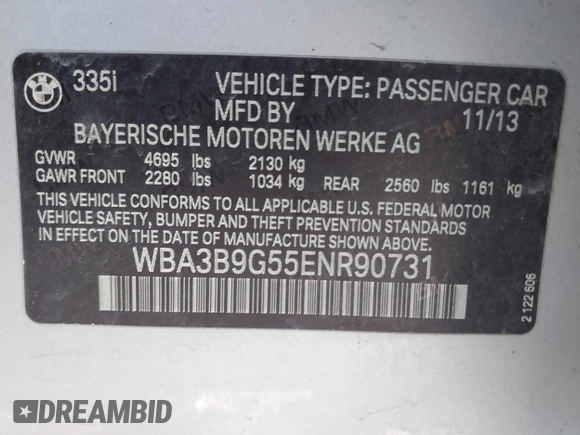 BMW
335i VEHICLE TYPE: PASSENGER CAR
MFD BY 11/13
BAYERISCHE MOTOREN WERKE AG
GVWR 4695 lbs 2130 kg
GAWR FRONT 2280 lbs 1034 kg REAR 2560 lbs 1161 kg
THIS VEHICLE CONFORMS TO ALL APPLICABLE U.S. FEDERAL MOTOR
VEHICLE SAFETY, BUMPER AND THEFT PREVENTION STANDARDS
IN EFFECT ON THE DATE OF MANUFACTURE SHOWN ABOVE.
WBA3B9G55ENR90731
2 122 606
DREAMBID